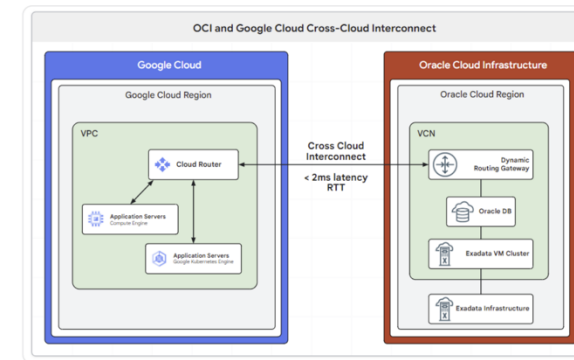 OCI and Google Cloud Cross-Cloud Interconnect
Google Cloud
Google Cloud Region
VPC
Cloud Router
Application Servers
Compute Engine
Application Servers
Google Kubernetes Engine
Cross Cloud
Interconnect
< 2ms latency
RTT
Oracle Cloud Infrastructure
Oracle Cloud Region
VCN
Dynamic
Routing Gateway
Oracle DB
Exadata VM Cluster
Exadata Infrastructure